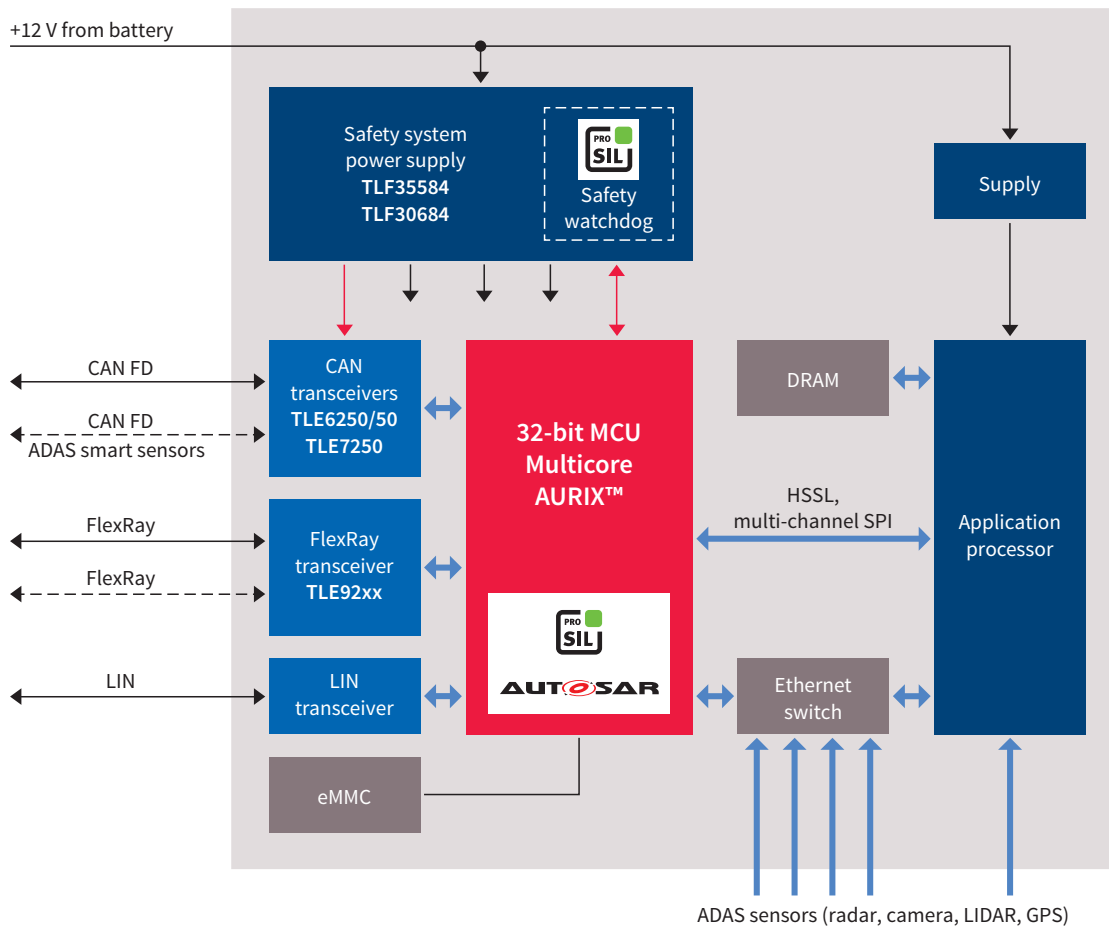 +12 V from battery
Safety system
power supply
TLF35584
TLF30684
PRO
SIL
Safety
watchdog
Supply
CAN FD
CAN FD
ADAS smart sensors
CAN
transceivers
TLE6250/50
TLE7250
32-bit MCU
Multicore
AURIX™
DRAM
HSSL,
multi-channel SPI
Application
processor
FlexRay
FlexRay
FlexRay
transceiver
TLE92xx
PRO
SIL
AUTOSAR
LIN
LIN
transceiver
Ethernet
switch
eMMC
ADAS sensors (radar, camera, LIDAR, GPS)